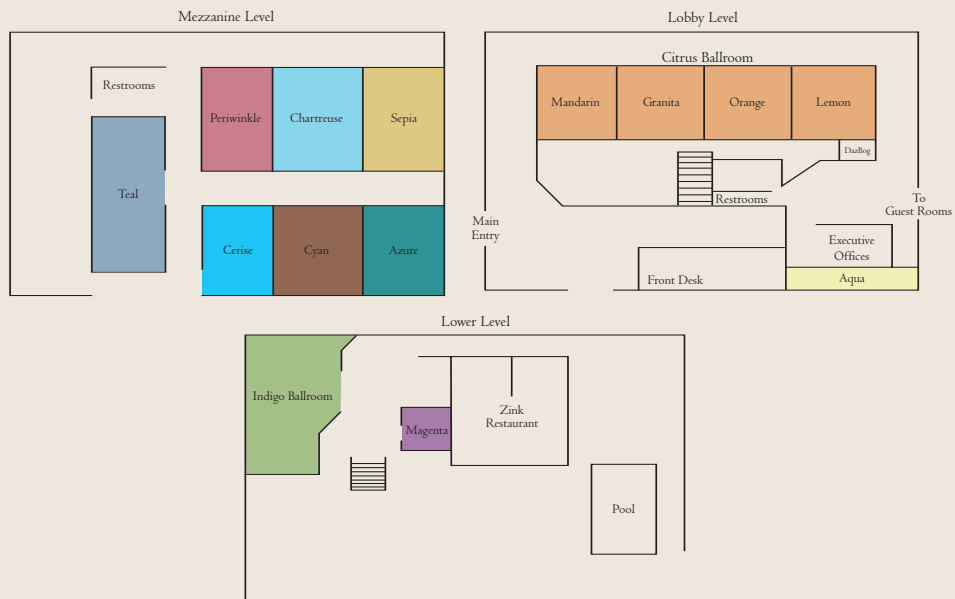 Mezzanine Level
Restrooms
Periwinkle
Chartreuse
Sepia
Teal
Cerise
Cyan
Azure
Lobby Level
Citrus Ballroom
Mandarin
Granita
Orange
Lemon
DazBog
Restrooms
To
Guest Rooms
Main
Entry
Executive
Offices
Front Desk
Aqua
Lower Level
Indigo Ballroom
Magenta
Zink
Restaurant
Pool